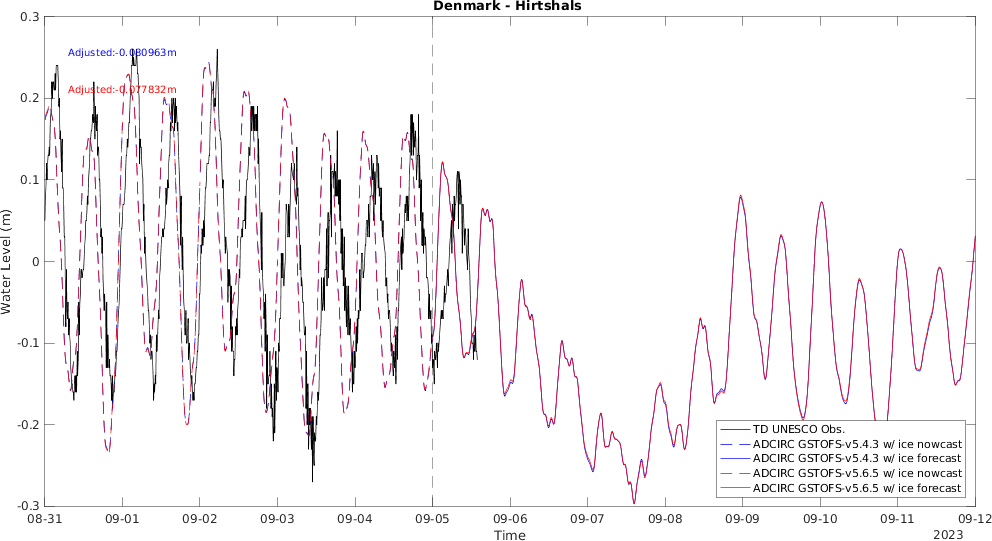 Denmark - Hirtshals
0.3
0.2
0.1
0
-0.1
-0.2
-0.3
Water Level (m)
Adjusted:-0.080963m
Adjusted:-0.077832m
TD UNESCO Obs.
ADCIRC GSTOFS-v5.4.3 w/ ice nowcast
ADCIRC GSTOFS-v5.4.3 w/ ice forecast
ADCIRC GSTOFS-v5.6.5 w/ ice nowcast
ADCIRC GSTOFS-v5.6.5 w/ ice forecast
08-31 09-01 09-02 09-03 09-04 09-05 09-06 09-07 09-08 09-09 09-10 09-11 09-12
Time
2023